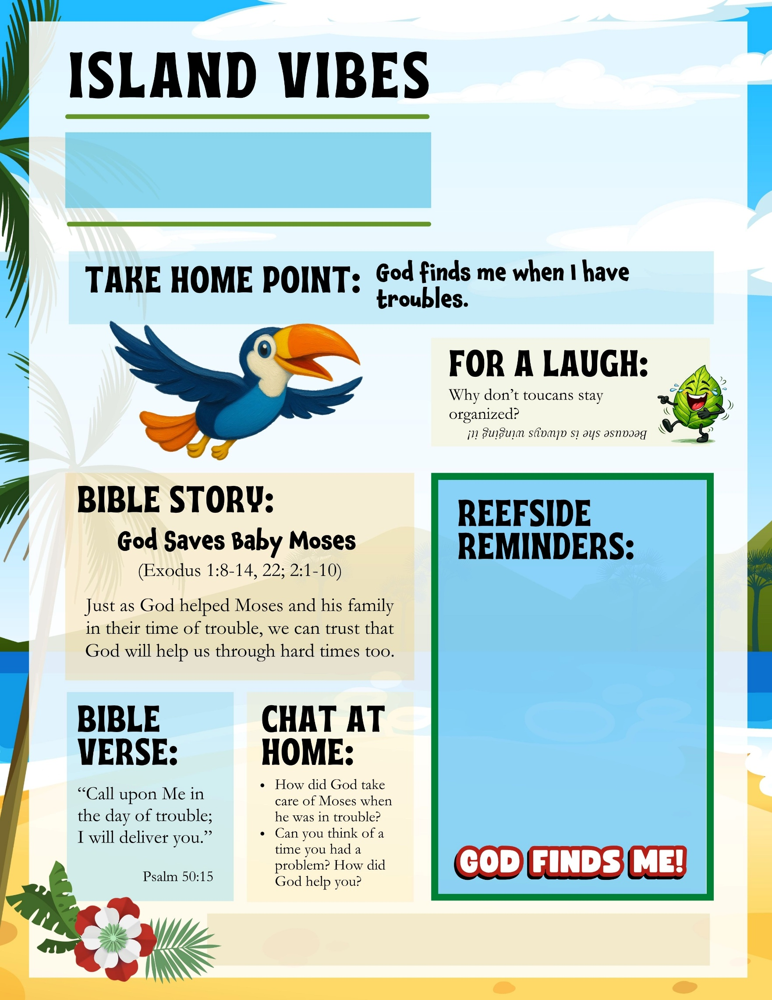 ISLAND VIBES
TAKE HOME POINT:
God finds me when I have
troubles.
FOR A LAUGH:
Why don’t toucans stay
organized?
Because she is always winging it!
BIBLE STORY:
God Saves Baby Moses
(Exodus 1:8-14, 22; 2:1-10)
Just as God helped Moses and his family
in their time of trouble, we can trust that
God will help us through hard times too.
REEFSIDE
REMINDERS:
GOD FINDS ME!
BIBLE
VERSE:
“Call upon Me in
the day of trouble;
I will deliver you.”
Psalm 50:15
CHAT AT
HOME:
• How did God take
care of Moses when
he was in trouble?
• Can you think of a
time you had a
problem? How did
God help you?